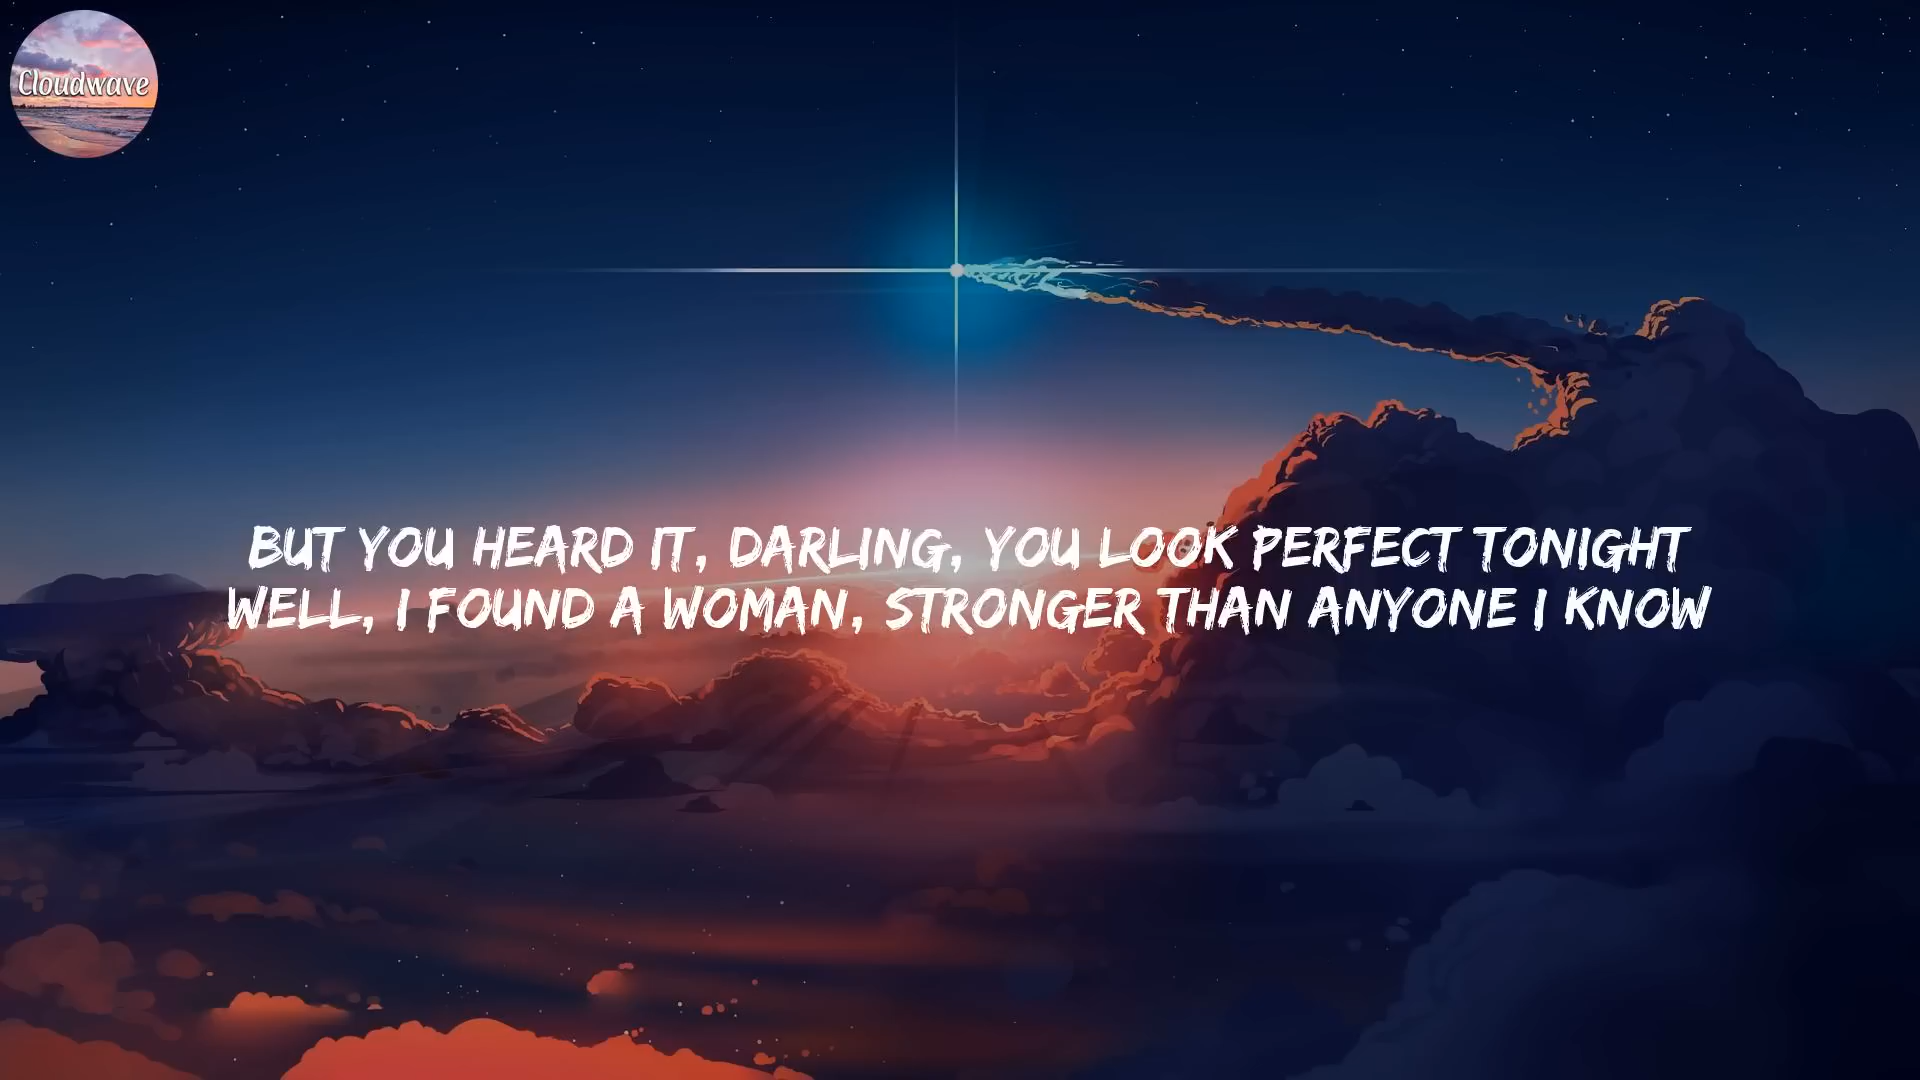 Cloudwave
BUT YOU HEARD IT, DARLING, YOU LOOK PERFECT TONIGHT
WELL, I FOUND A WOMAN, STRONGER THAN ANYONE I KNOW